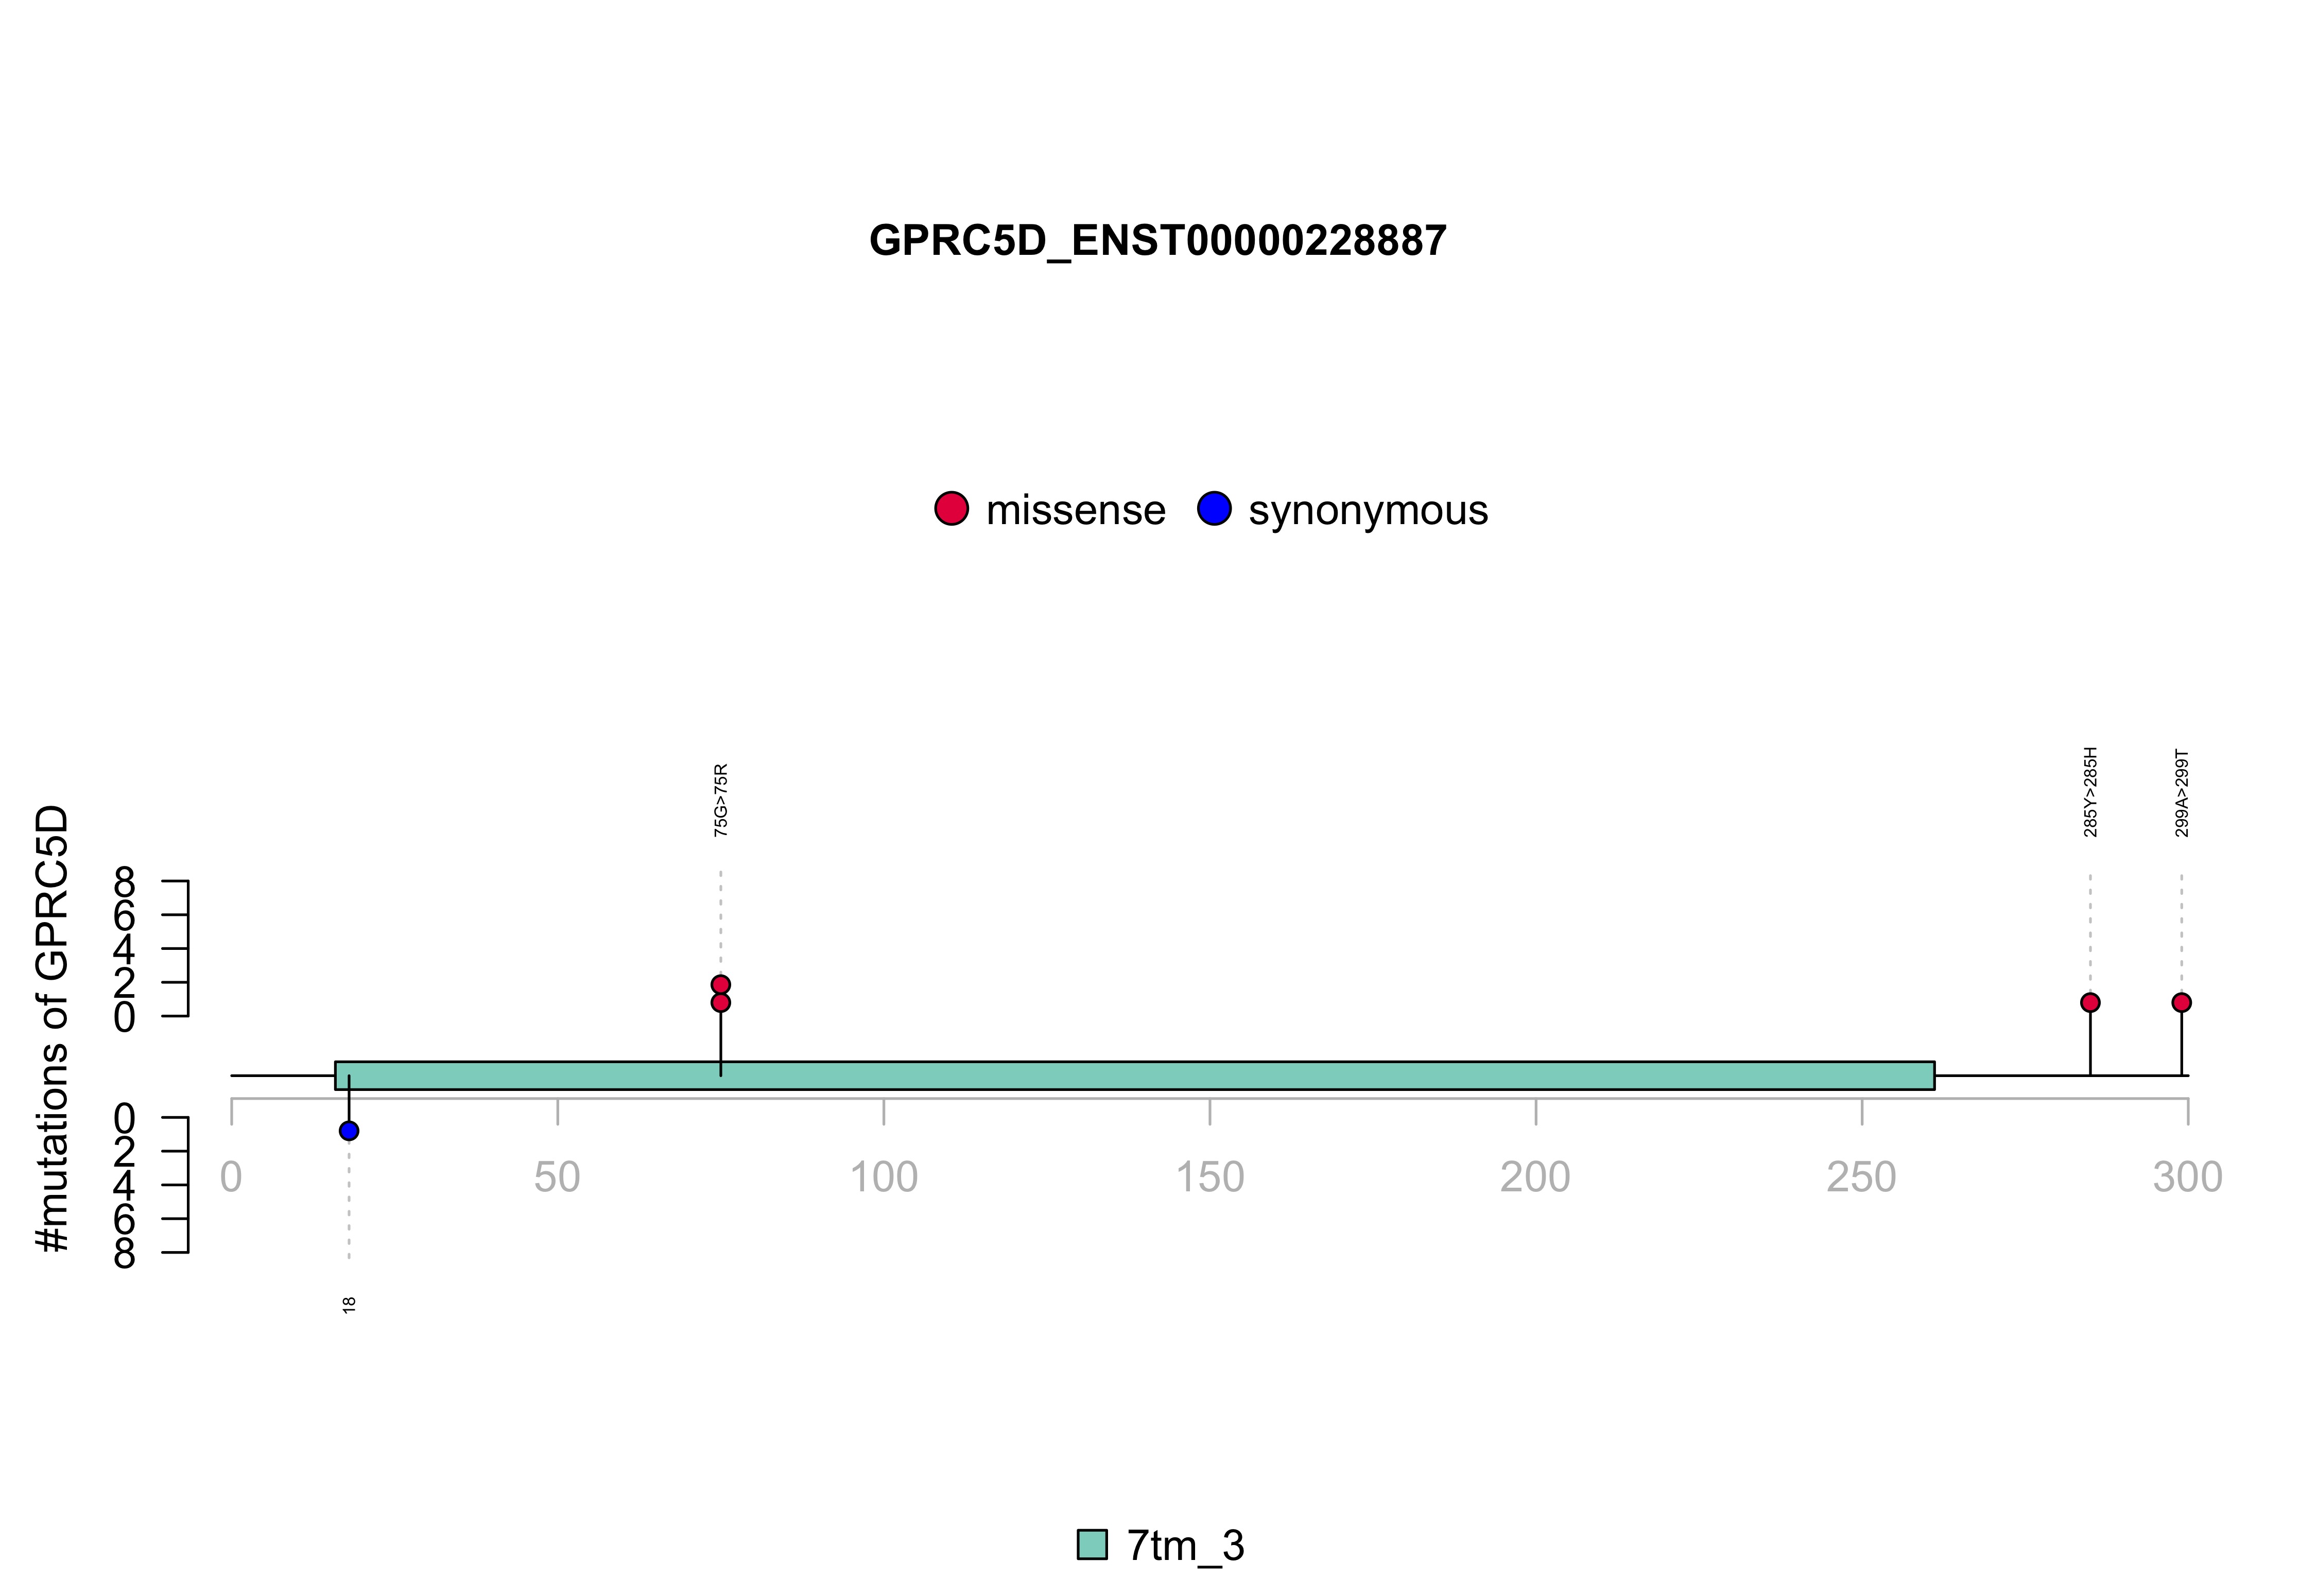 GPRC5D_ENST00000228887
missense synonymous
75G>75R
285Y>285H
299A>299T
#mutations of GPRC5D
8
6
4
2
0
0
2
4
6
8
0 50 100 150 200 250 300
18
7tm_3